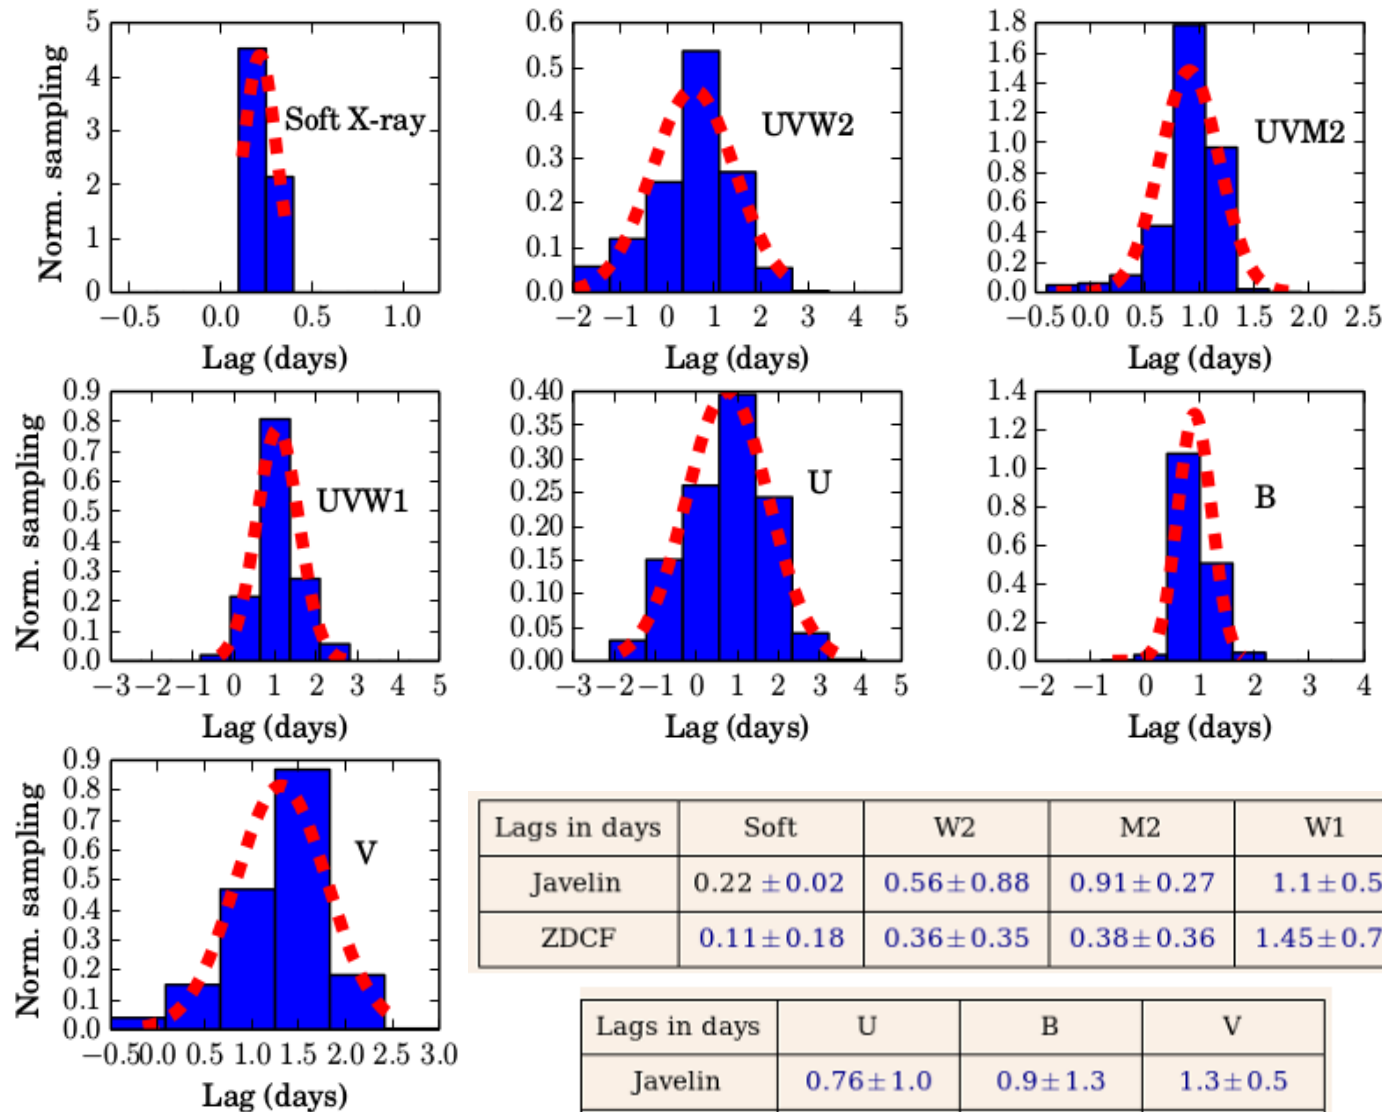 5
4
3
2
1
0
Norm. sampling
Soft X-ray
−0.5 0.0 0.5 1.0
Lag (days)
0.6
0.5
0.4
0.3
0.2
0.1
0.0
UVW2
−2 −1 0 1 2 3 4 5
Lag (days)
1.8
1.6
1.4
1.2
1.0
0.8
0.6
0.4
0.2
0.0
UVM2
−0.5 0.0 0.5 1.0 1.5 2.0 2.5
Lag (days)
0.9
0.8
0.7
0.6
0.5
0.4
0.3
0.2
0.1
0.0
Norm. sampling
UVW1
−3 −2 −1 0 1 2 3 4 5
Lag (days)
0.40
0.35
0.30
0.25
0.20
0.15
0.10
0.05
0.00
U
−3 −2 −1 0 1 2 3 4 5
Lag (days)
1.4
1.2
1.0
0.8
0.6
0.4
0.2
0.0
B
−2 −1 0 1 2 3 4
Lag (days)
0.9
0.8
0.7
0.6
0.5
0.4
0.3
0.2
0.1
0.0
Norm. sampling
V
−0.5 0.0 0.5 1.0 1.5 2.0 2.5 3.0
Lag (days)
Lags in days Soft W2 M2 W1
Javelin 0.22 ±0.02 0.56±0.88 0.91±0.27 1.1±0.5
ZDCF 0.11±0.18 0.36±0.35 0.38±0.36 1.45±0.7
Lags in days U B V
Javelin 0.76±1.0 0.9±1.3 1.3±0.5